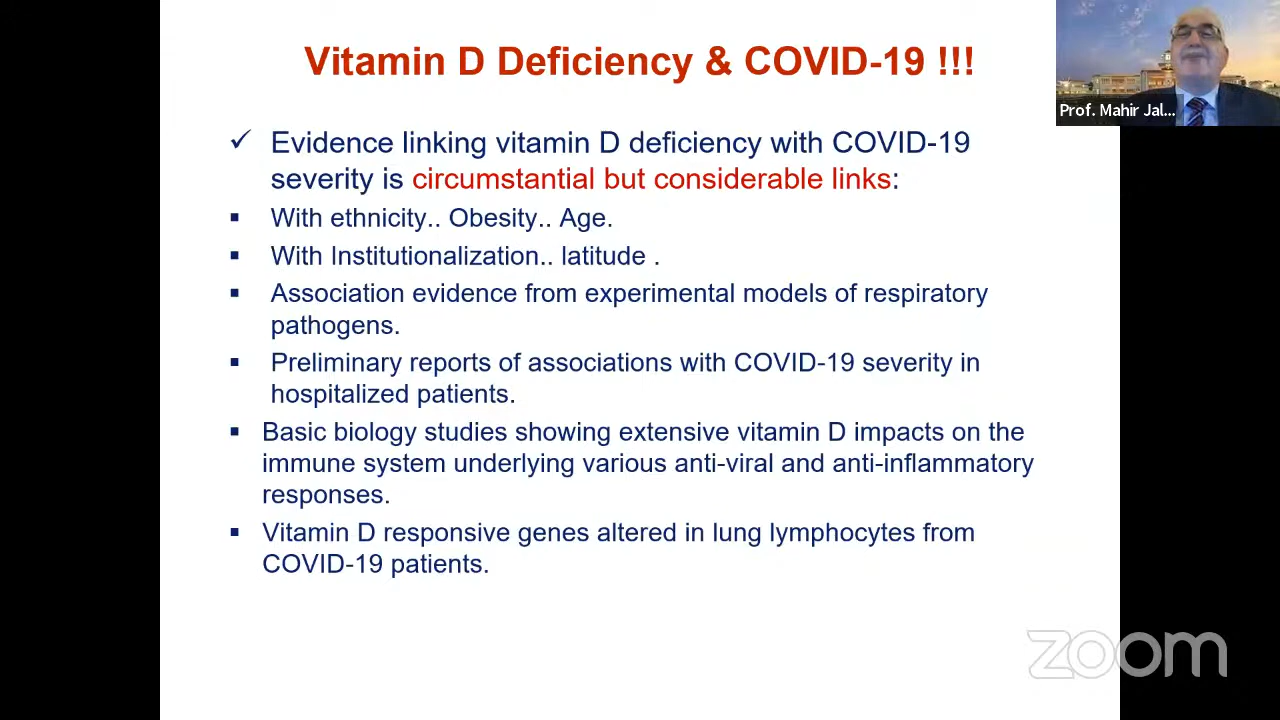 Vitamin D Deficiency & COVID-19 !!!
Prof. Mahir Jal...
✓ Evidence linking vitamin D deficiency with COVID-19
severity is circumstantial but considerable links:
▪ With ethnicity.. Obesity.. Age.
▪ With Institutionalization.. latitude .
▪ Association evidence from experimental models of respiratory
pathogens.
▪ Preliminary reports of associations with COVID-19 severity in
hospitalized patients.
▪ Basic biology studies showing extensive vitamin D impacts on the
immune system underlying various anti-viral and anti-inflammatory
responses.
▪ Vitamin D responsive genes altered in lung lymphocytes from
COVID-19 patients.
zoom